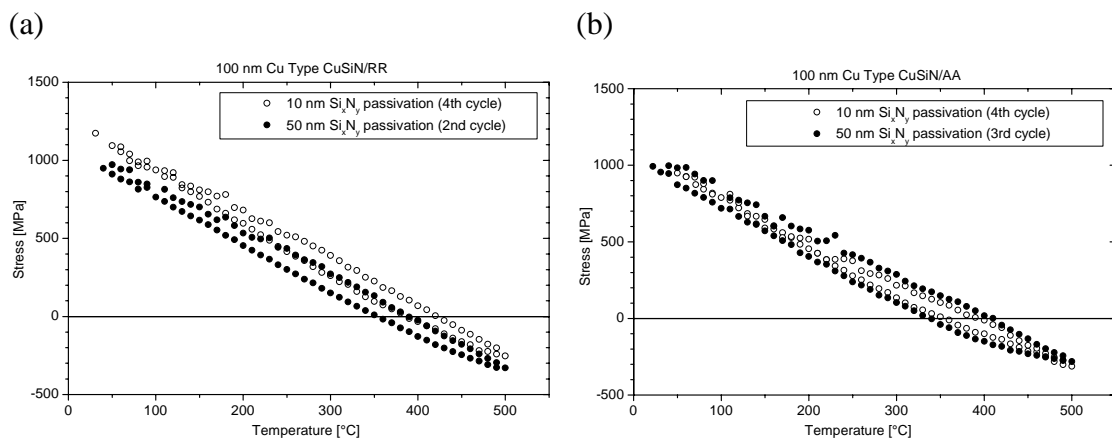 (a)
100 nm Cu Type CuSiN/RR
10 nm SixNy passivation (4th cycle)
50 nm SixNy passivation (2nd cycle)
1500
1000
500
0
-500
Stress [MPa]
0 100 200 300 400 500
Temperature [°C]
(b)
100 nm Cu Type CuSiN/AA
10 nm SixNy passivation (4th cycle)
50 nm SixNy passivation (3rd cycle)
1500
1000
500
0
-500
Stress [MPa]
0 100 200 300 400 500
Temperature [°C]